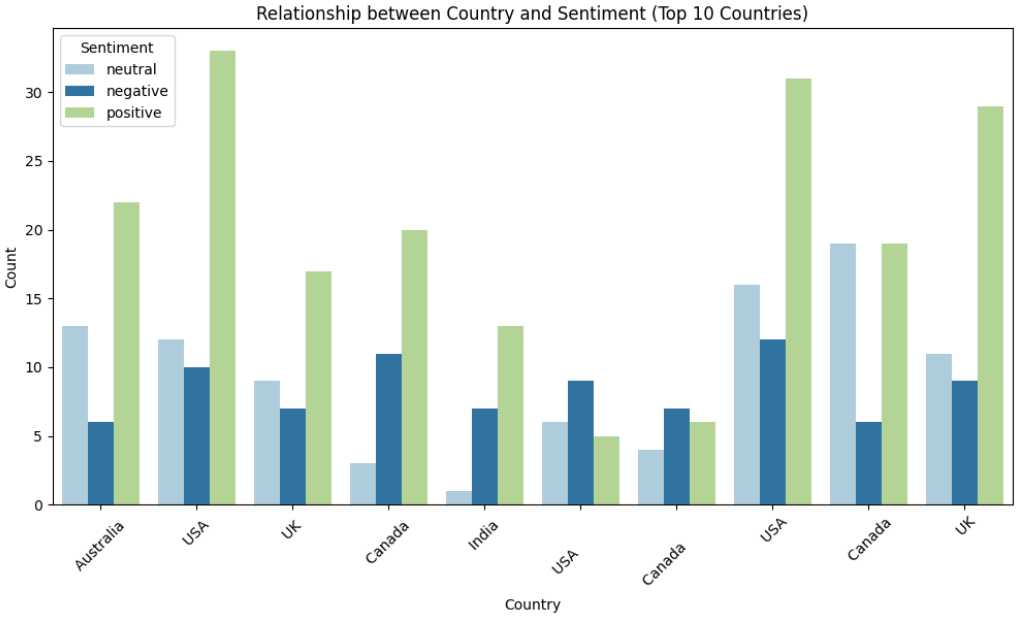 Relationship between Country and Sentiment (Top 10 Countries)
Sentiment
neutral
negative
positive
30
25
20
15
10
5
0
Count
Australia
USA
UK
Canada
India
USA
Canada
USA
Canada
UK
Country